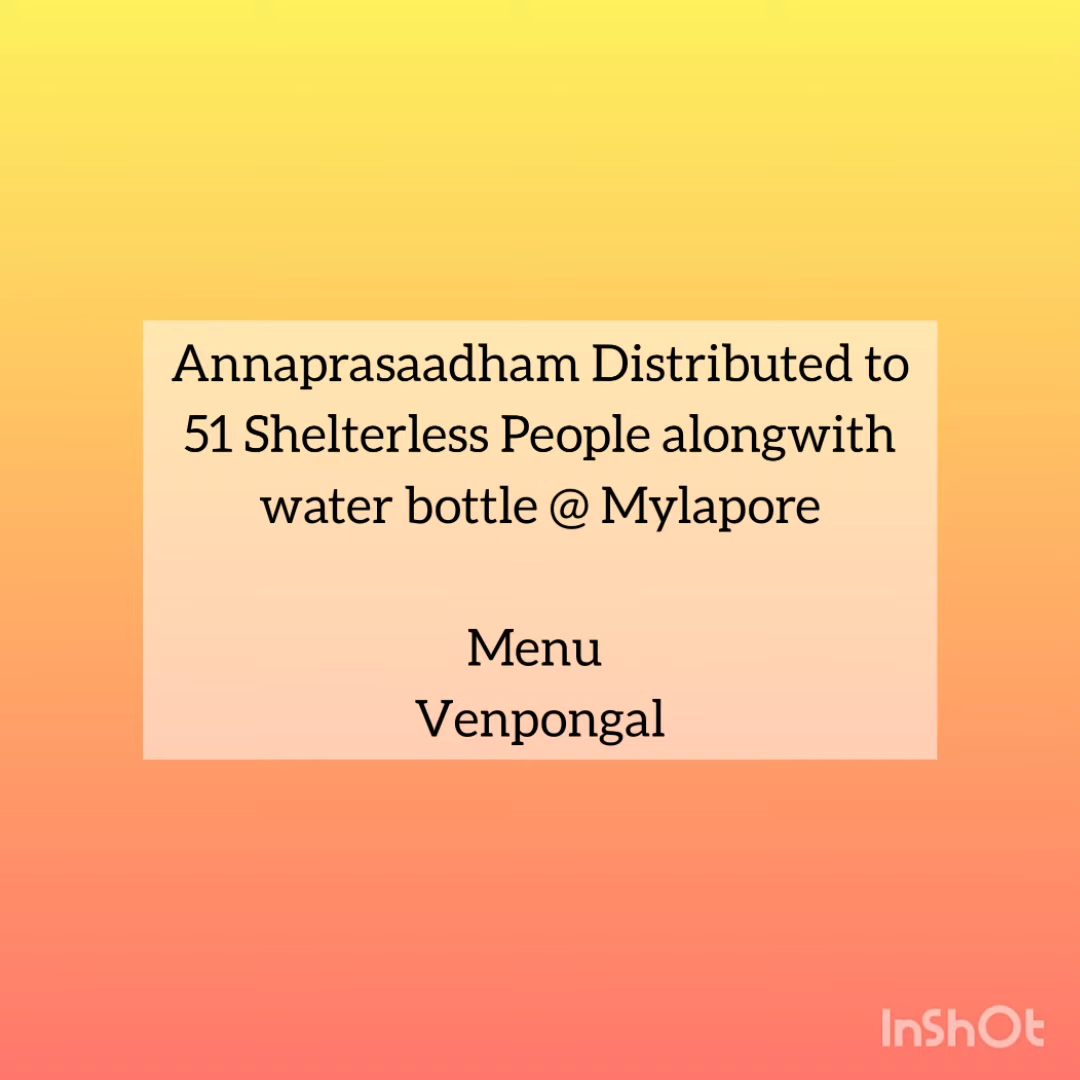 Annaprasaadham Distributed to
51 Shelterless People alongwith
water bottle @ Mylapore
Menu
Venpongal
InShOt